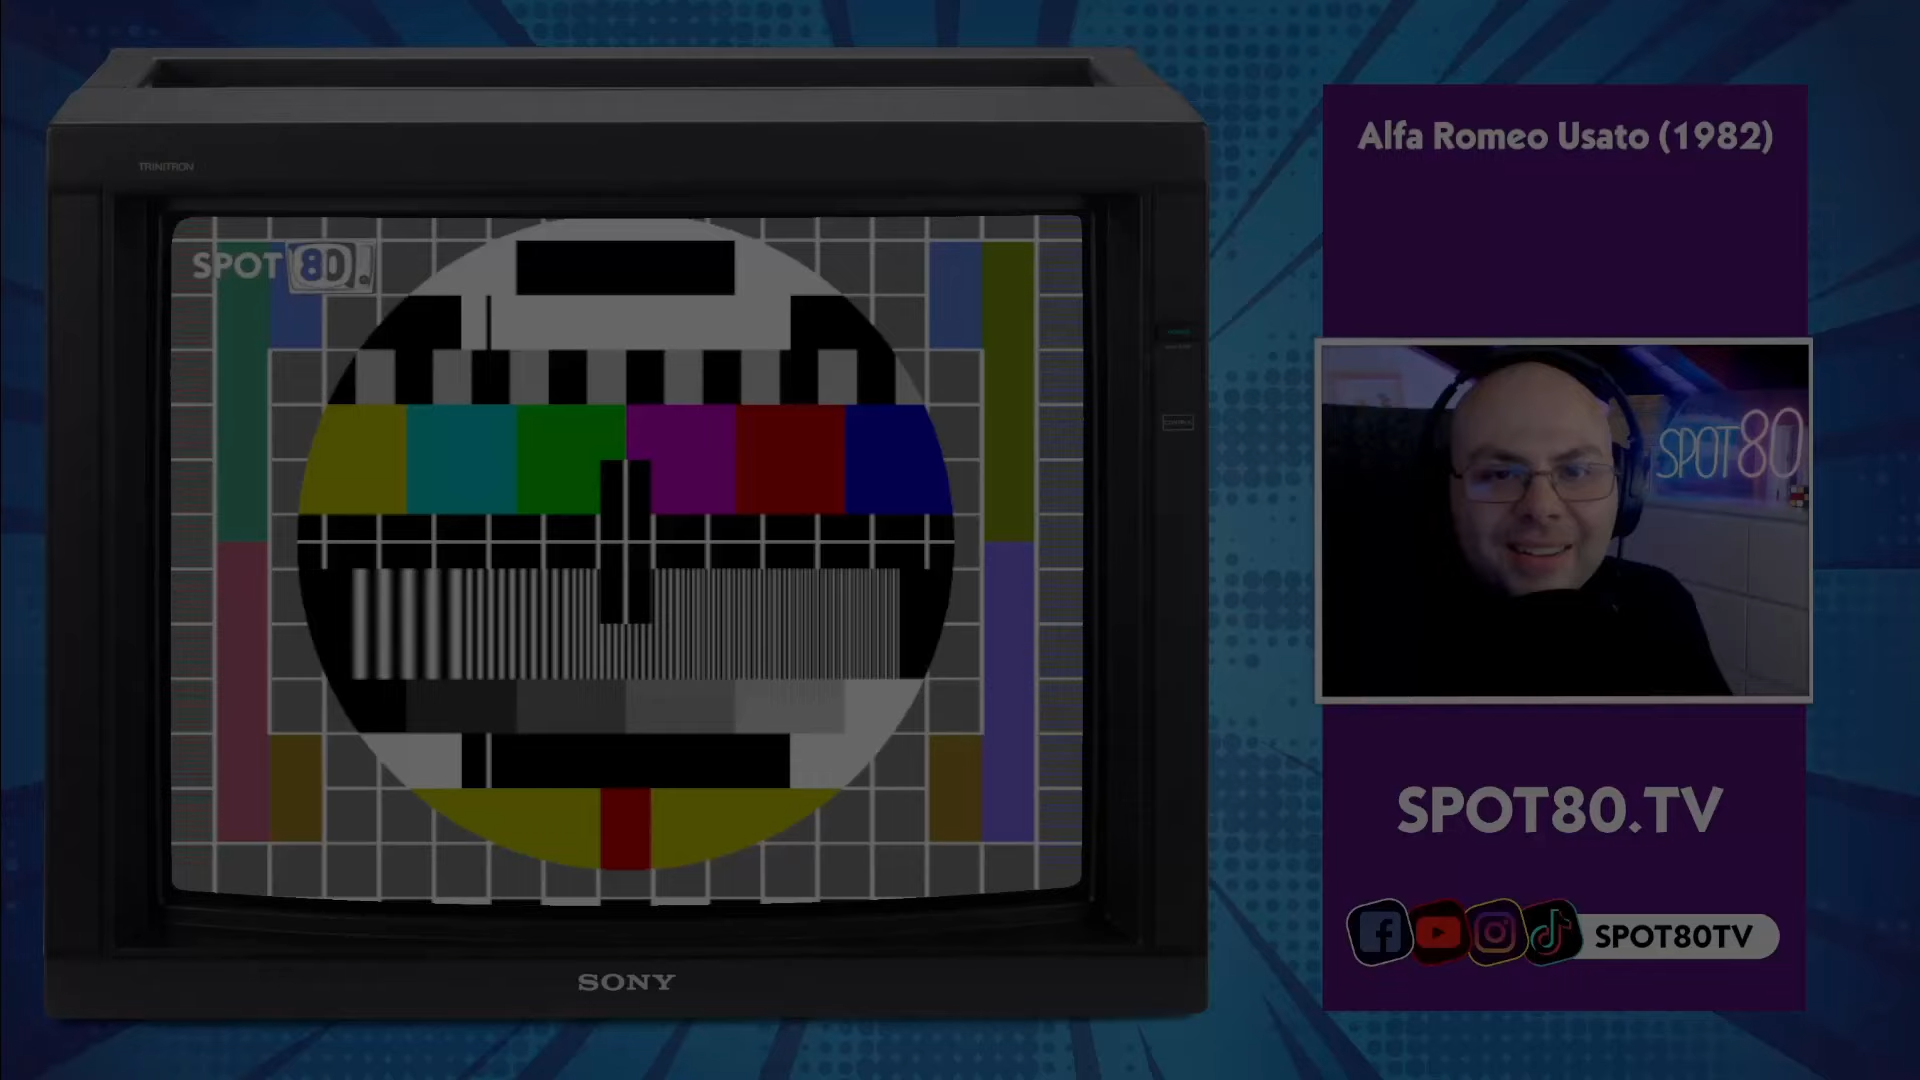 TRINITRON
SPOT 80
SONY
Alfa Romeo Usato (1982)
SPOT80
SPOT80.TV
SPOT80TV